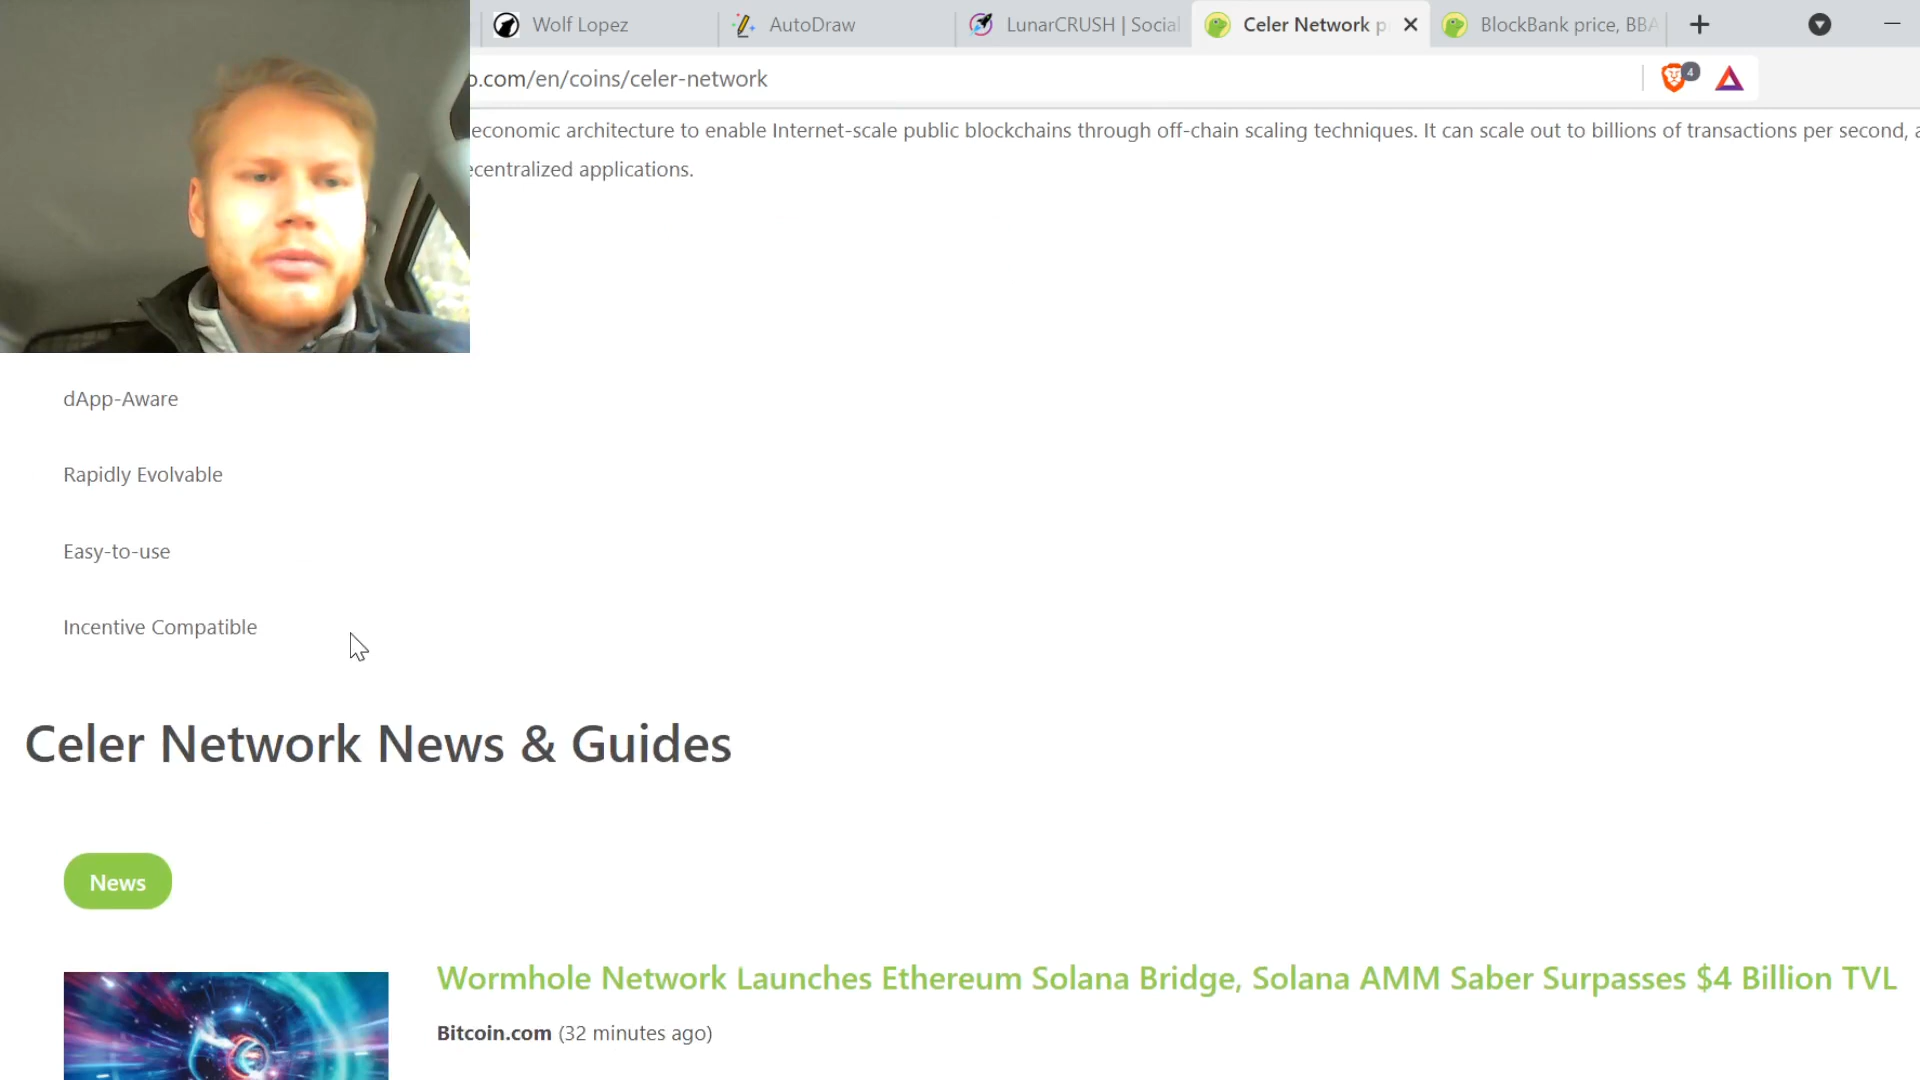 Wolf Lopez
AutoDraw
LunarCRUSH | Social
Celer Network p
BlockBank price, BBA
o.com/en/coins/celer-network
4
economic architecture to enable Internet-scale public blockchains through off-chain scaling techniques. It can scale out to billions of transactions per second, a
ecentralized applications.
dApp-Aware
Rapidly Evolvable
Easy-to-use
Incentive Compatible
Celer Network News & Guides
News
Wormhole Network Launches Ethereum Solana Bridge, Solana AMM Saber Surpasses $4 Billion TVL
Bitcoin.com (32 minutes ago)